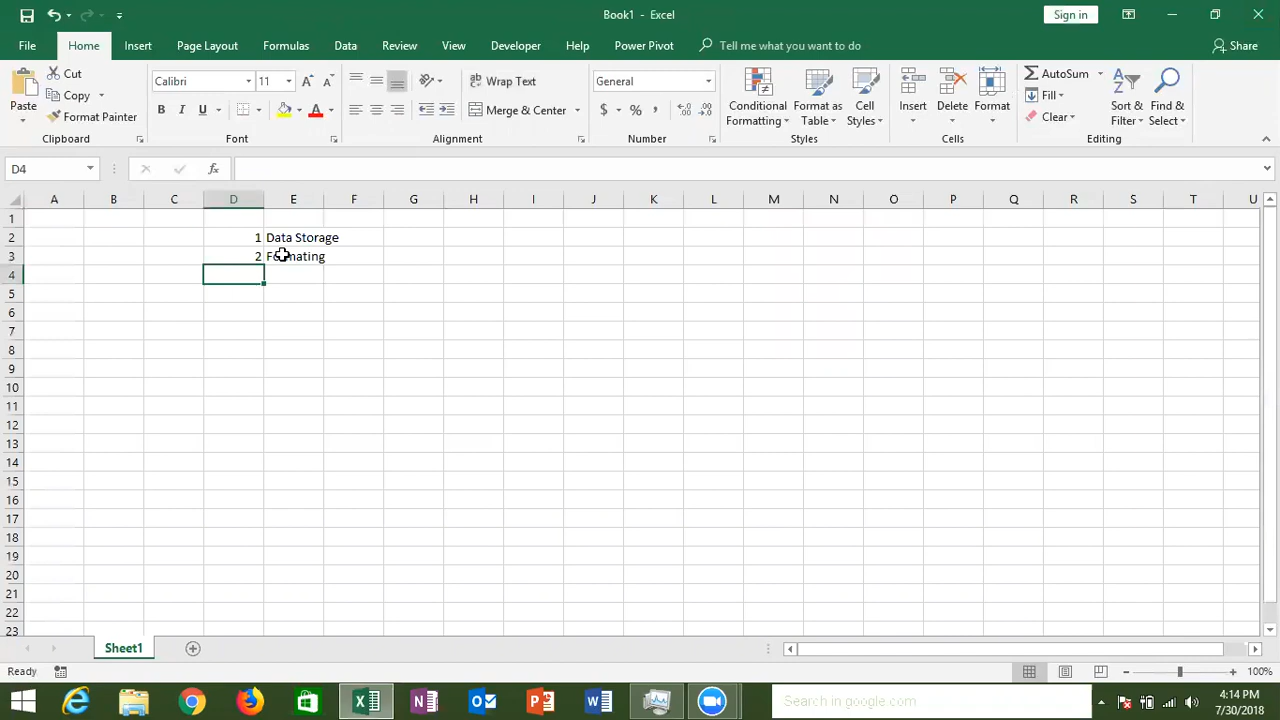 Book1 - Excel
Sign in
File Home Insert Page Layout Formulas Data Review View Developer Help Power Pivot Tell me what you want to do Share
Paste
Cut
Copy
Format Painter
Clipboard
Calibri 11
B I U A
Font
Wrap Text
Merge & Center
Alignment
General
$ % ,
Number
Conditional Formatting
Format as Table
Cell Styles
Styles
Insert
Delete
Format
Cells
AutoSum
Fill
Clear
Sort & Filter
Find & Select
Editing
D4
fx
A B C D E F G H I J K L M N O P Q R S T U
1
2 1 Data Storage
3 2
4
5
6
7
8
9
10
11
12
13
14
15
16
17
18
19
20
21
22
23
Sheet1
Ready
100%
Search in google.com
4:14 PM
7/30/2018